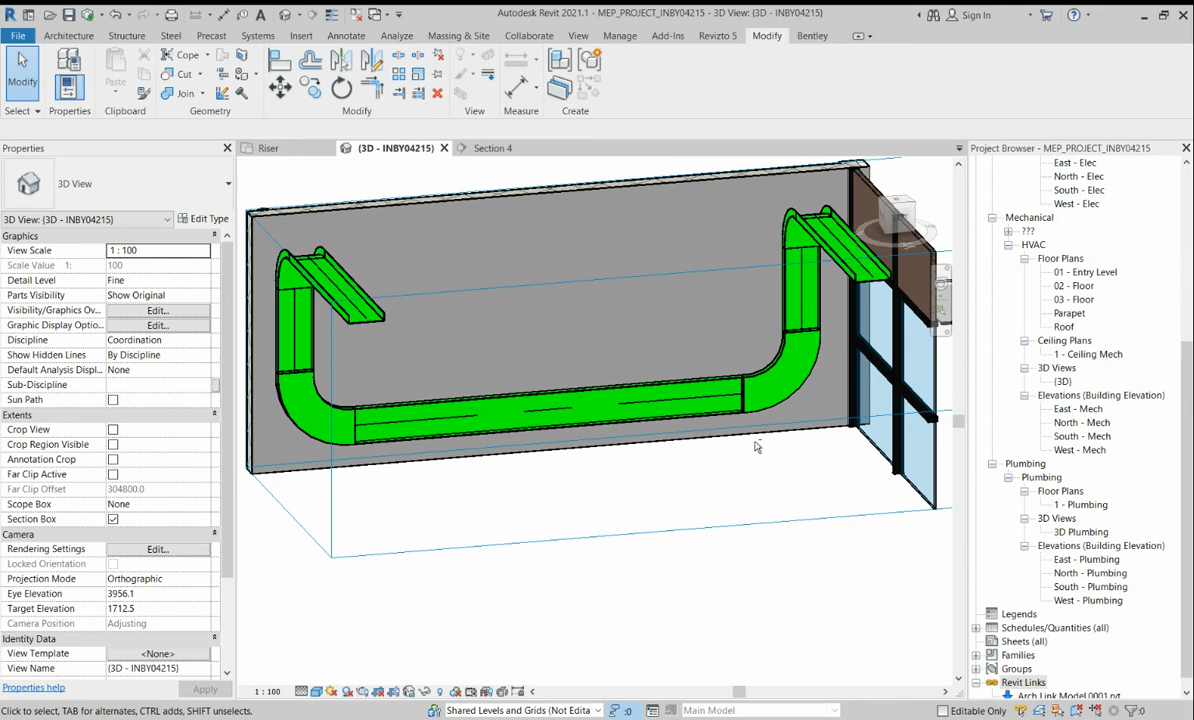 Autodesk Revit 2021.1 - MEP_PROJECT_INBY04215 - 3D View: {3D - INBY04215}
Sign In
File Architecture Structure Steel Precast Systems Insert Annotate Analyze Massing & Site Collaborate View Manage Add-Ins Revizto 5 Modify Bentley
Modify Properties Paste Cope
Cut
Join
Select Properties Clipboard Geometry Modify View Measure Create
Properties
Riser
{3D - INBY04215}
Section 4
Project Browser - MEP_PROJECT_INBY04215
3D View
3D View: {3D - INBY04215} Edit Type
Graphics
View Scale 1 : 100
Scale Value 1: 100
Detail Level Fine
Parts Visibility Show Original
Visibility/Graphics Ov... Edit...
Graphic Display Optio... Edit...
Discipline Coordination
Show Hidden Lines By Discipline
Default Analysis Displ... None
Sub-Discipline
Sun Path
Extents
Crop View
Crop Region Visible
Annotation Crop
Far Clip Active
Far Clip Offset 304800.0
Scope Box None
Section Box
Camera
Rendering Settings Edit...
Locked Orientation
Projection Mode Orthographic
Eye Elevation 3956.1
Target Elevation 1712.5
Camera Position Adjusting
Identity Data
View Template <None>
View Name {3D - INBY04215}
Properties help Apply
East - Elec
North - Elec
South - Elec
West - Elec
Mechanical
???
HVAC
Floor Plans
01 - Entry Level
02 - Floor
03 - Floor
Parapet
Roof
Ceiling Plans
1 - Ceiling Mech
3D Views
{3D}
Elevations (Building Elevation)
East - Mech
North - Mech
South - Mech
West - Mech
Plumbing
Plumbing
Floor Plans
1 - Plumbing
3D Views
3D Plumbing
Elevations (Building Elevation)
East - Plumbing
North - Plumbing
South - Plumbing
West - Plumbing
Legends
Schedules/Quantities (all)
Sheets (all)
Families
Groups
Revit Links
Arch Link Model 0001.rvt
1 : 100
Click to select, TAB for alternates, CTRL adds, SHIFT unselects.
Shared Levels and Grids (Not Edita
:0
Main Model
Editable Only
:0